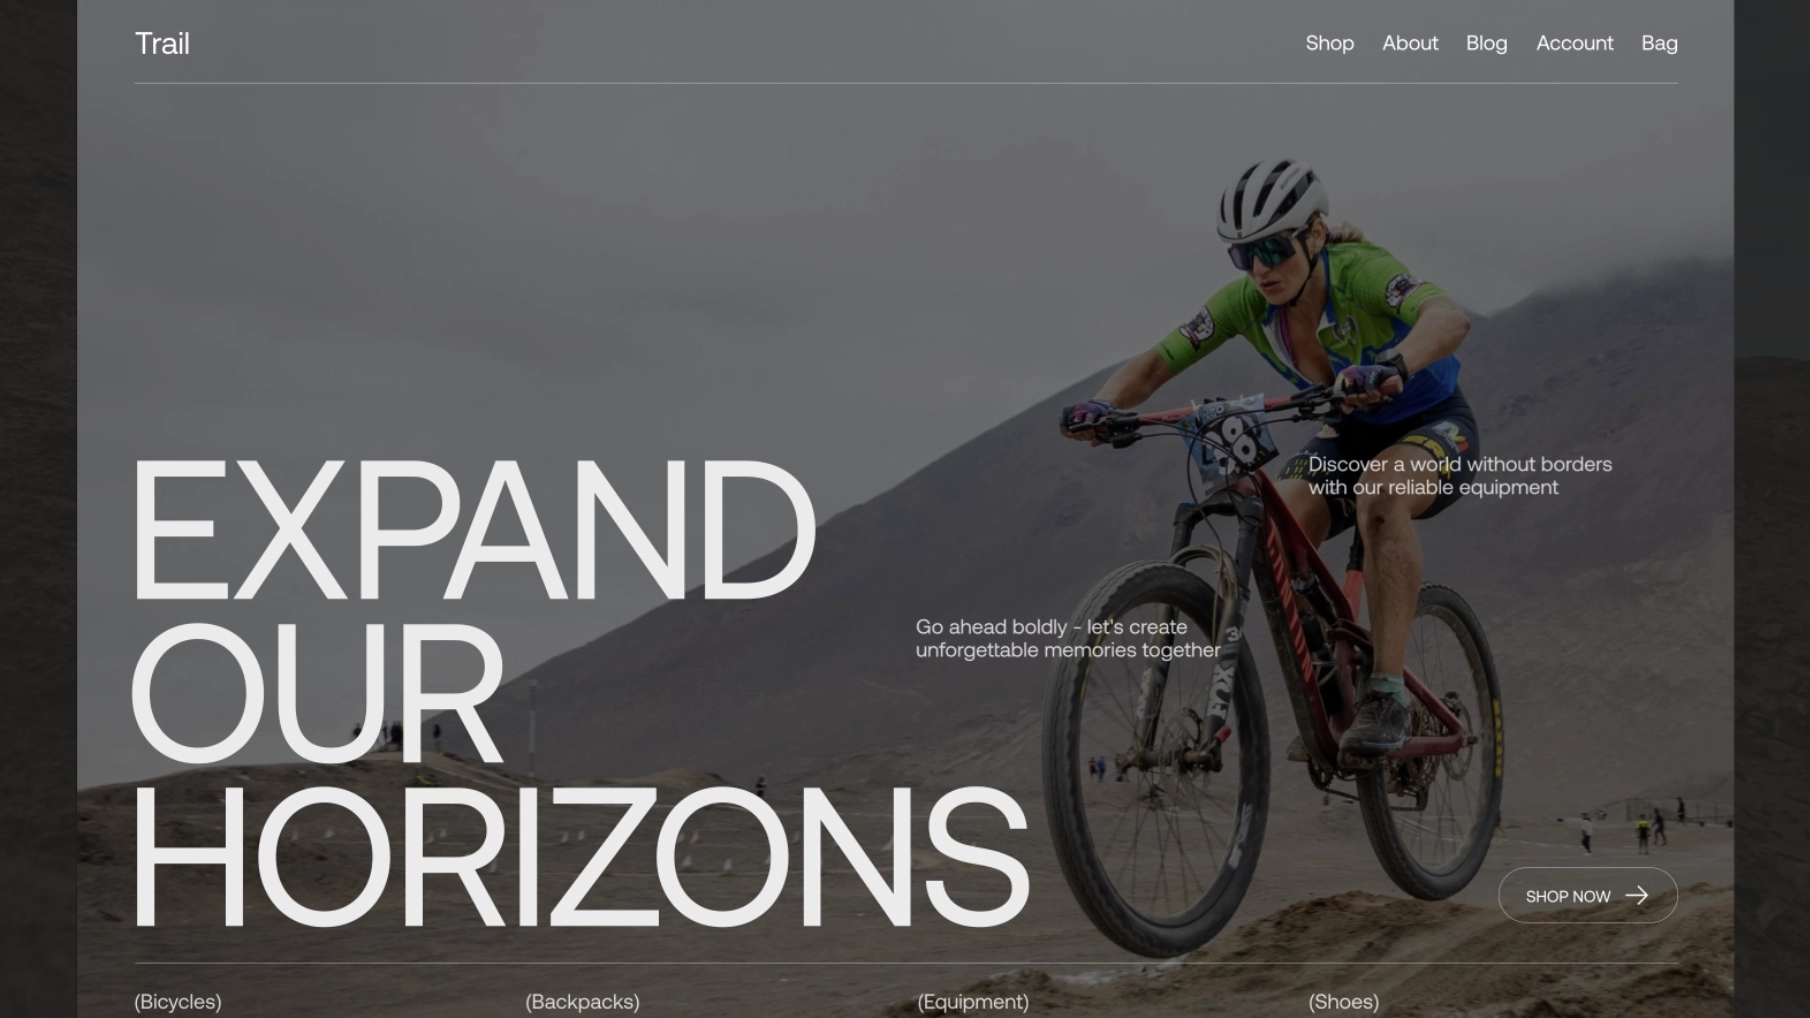 Trail
Shop
About
Blog
Account
Bag
EXPAND
OUR
HORIZONS
Discover a world without borders
with our reliable equipment
Go ahead boldly - let's create
unforgettable memories together
FOX
SHOP NOW
(Bicycles)
(Backpacks)
(Equipment)
(Shoes)